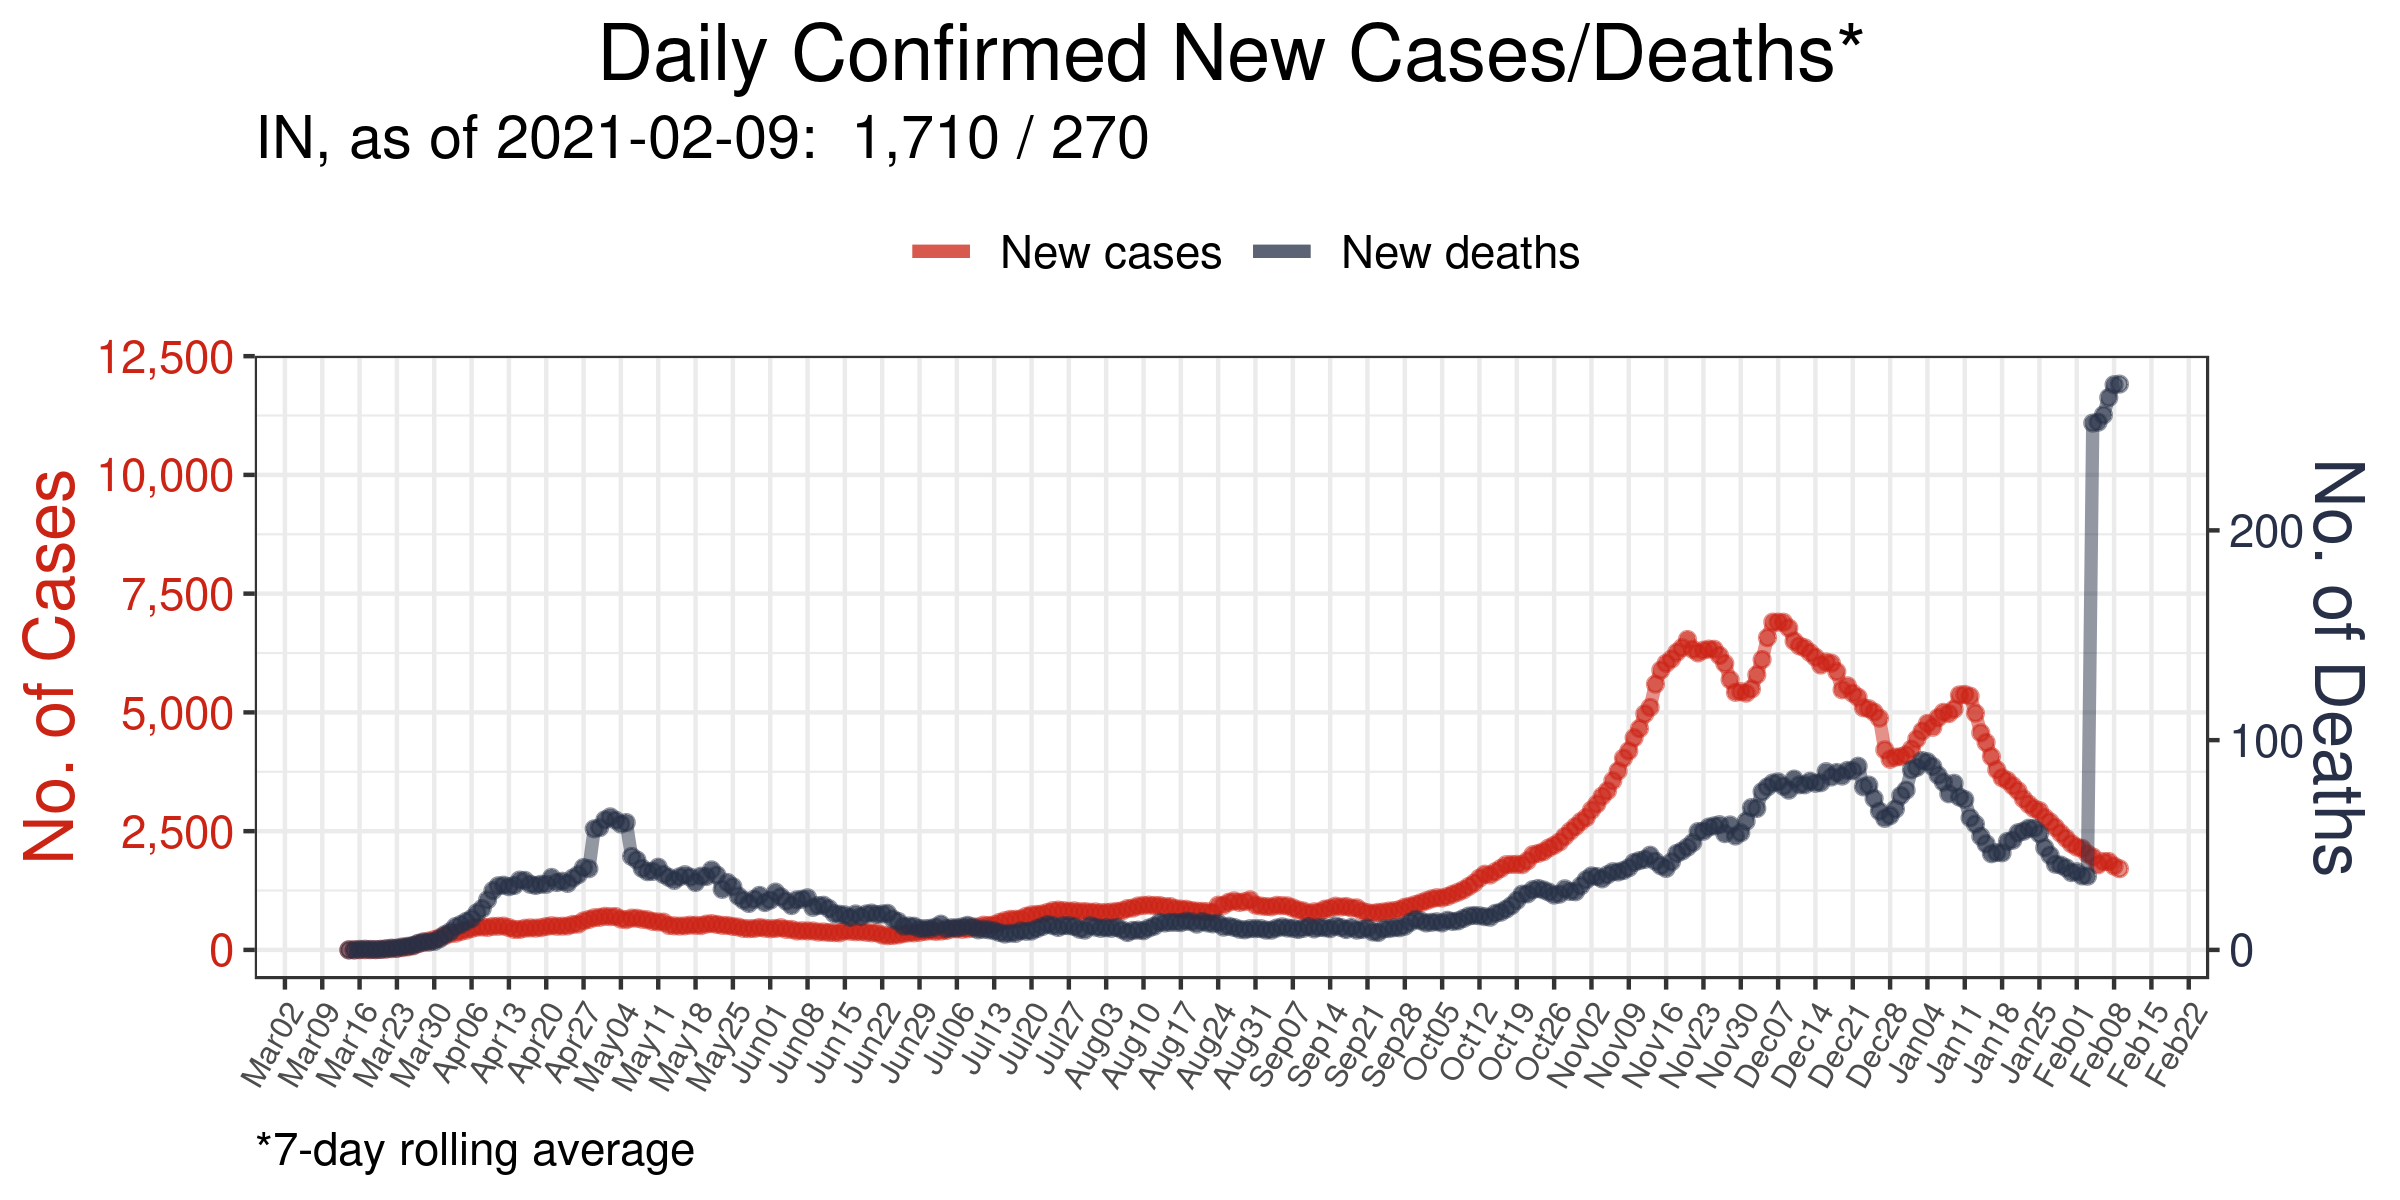 Daily Confirmed New Cases/Deaths*
IN, as of 2021-02-09:  1,710 / 270
New cases
New deaths
No. of Cases
12,500
10,000
7,500
5,000
2,500
0
No. of Deaths
200
100
0
Mar02
Mar09
Mar16
Mar23
Mar30
Apr06
Apr13
Apr20
Apr27
May04
May11
May18
May25
Jun01
Jun08
Jun15
Jun22
Jun29
Jul06
Jul13
Jul20
Jul27
Aug03
Aug10
Aug17
Aug24
Aug31
Sep07
Sep14
Sep21
Sep28
Oct05
Oct12
Oct19
Oct26
Nov02
Nov09
Nov16
Nov23
Nov30
Dec07
Dec14
Dec21
Dec28
Jan04
Jan11
Jan18
Jan25
Feb01
Feb08
Feb15
Feb22
*7-day rolling average